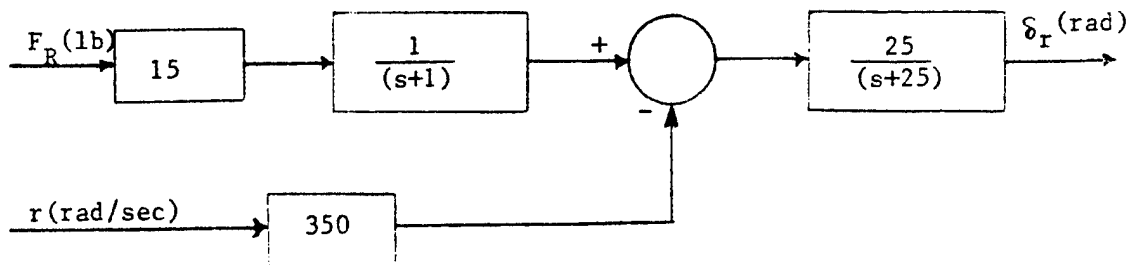 F_R(lb)
15
1
(s+1)
+
-
25
(s+25)
δ_r(rad)
r(rad/sec)
350